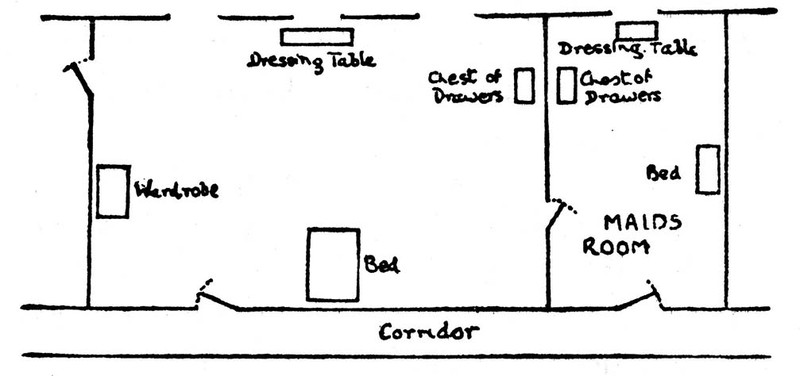 Dressing Table
Dressing Table
Chest of
Drawers
Chest of
Drawers
Wardrobe
Bed
MAIDS
ROOM
Bed
Corridor